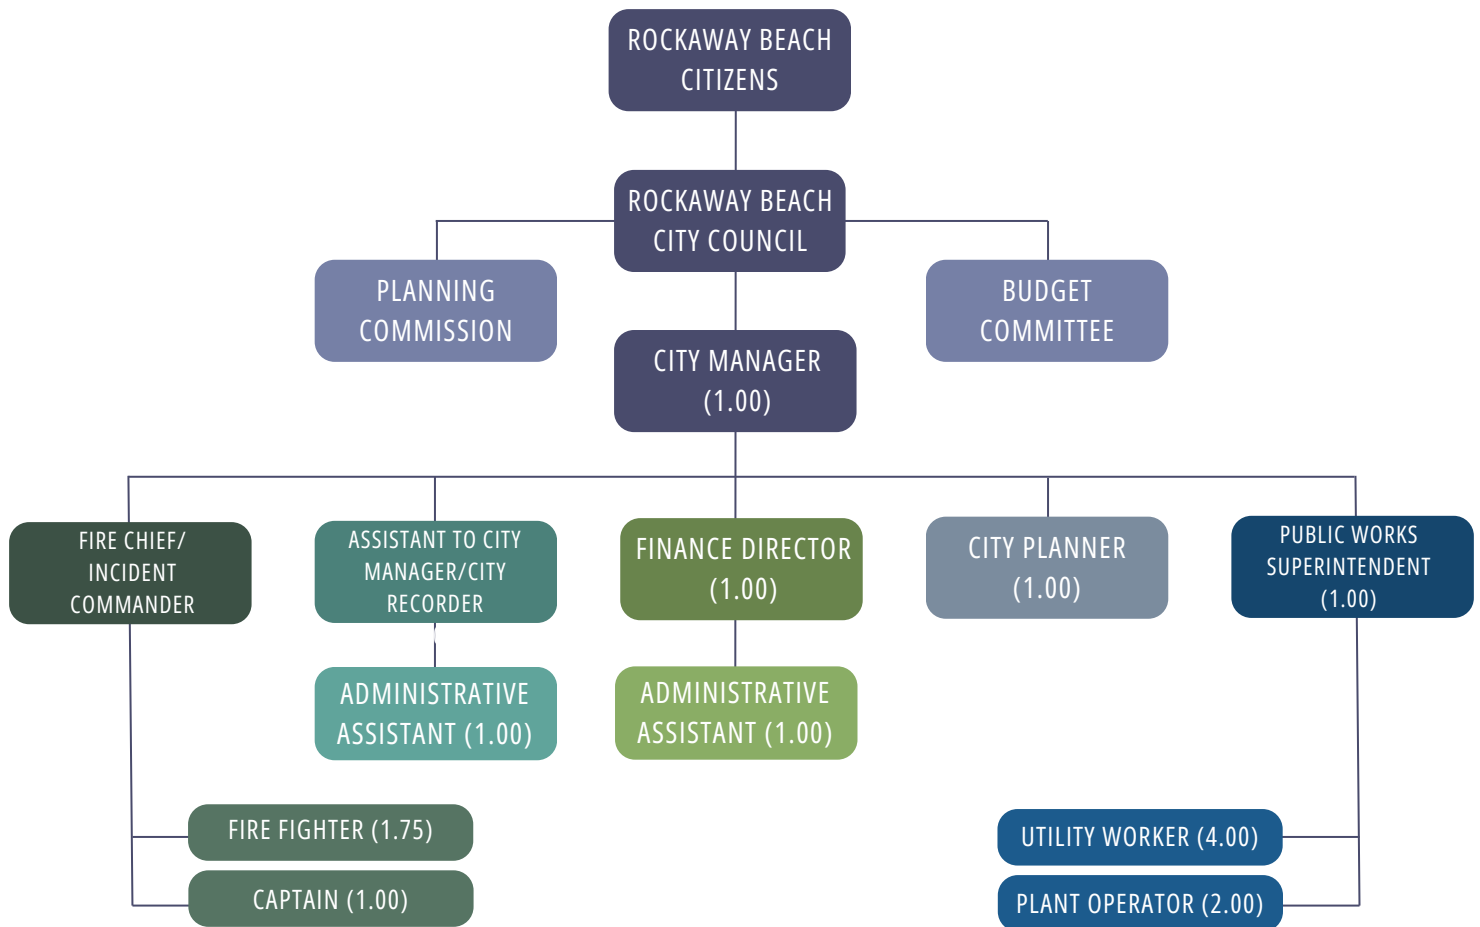 ROCKAWAY BEACH
CITIZENS
ROCKAWAY BEACH
CITY COUNCIL
PLANNING
COMMISSION
BUDGET
COMMITTEE
CITY MANAGER
(1.00)
FIRE CHIEF/
INCIDENT
COMMANDER
ASSISTANT TO CITY
MANAGER/CITY
RECORDER
FINANCE DIRECTOR
(1.00)
CITY PLANNER
(1.00)
PUBLIC WORKS
SUPERINTENDENT
(1.00)
ADMINISTRATIVE
ASSISTANT (1.00)
ADMINISTRATIVE
ASSISTANT (1.00)
FIRE FIGHTER (1.75)
CAPTAIN (1.00)
UTILITY WORKER (4.00)
PLANT OPERATOR (2.00)